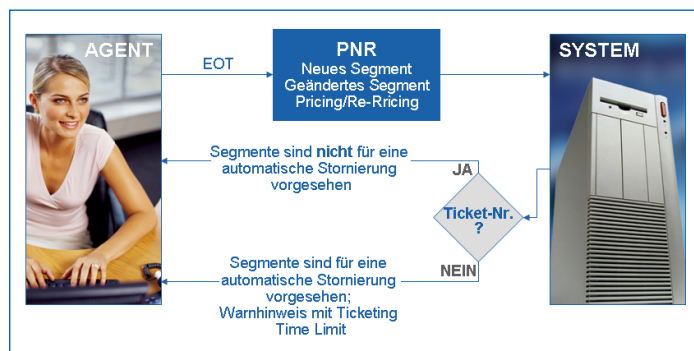 AGENT
EOT
PNR
Neues Segment
Geändertes Segment
Pricing/Re-Rricing
SYSTEM
Segmente sind nicht für eine
automatische Stornierung
vorgesehen
JA
Ticket-Nr.
?
NEIN
Segmente sind für eine
automatische Stornierung
vorgesehen;
Warnhinweis mit Ticketing
Time Limit